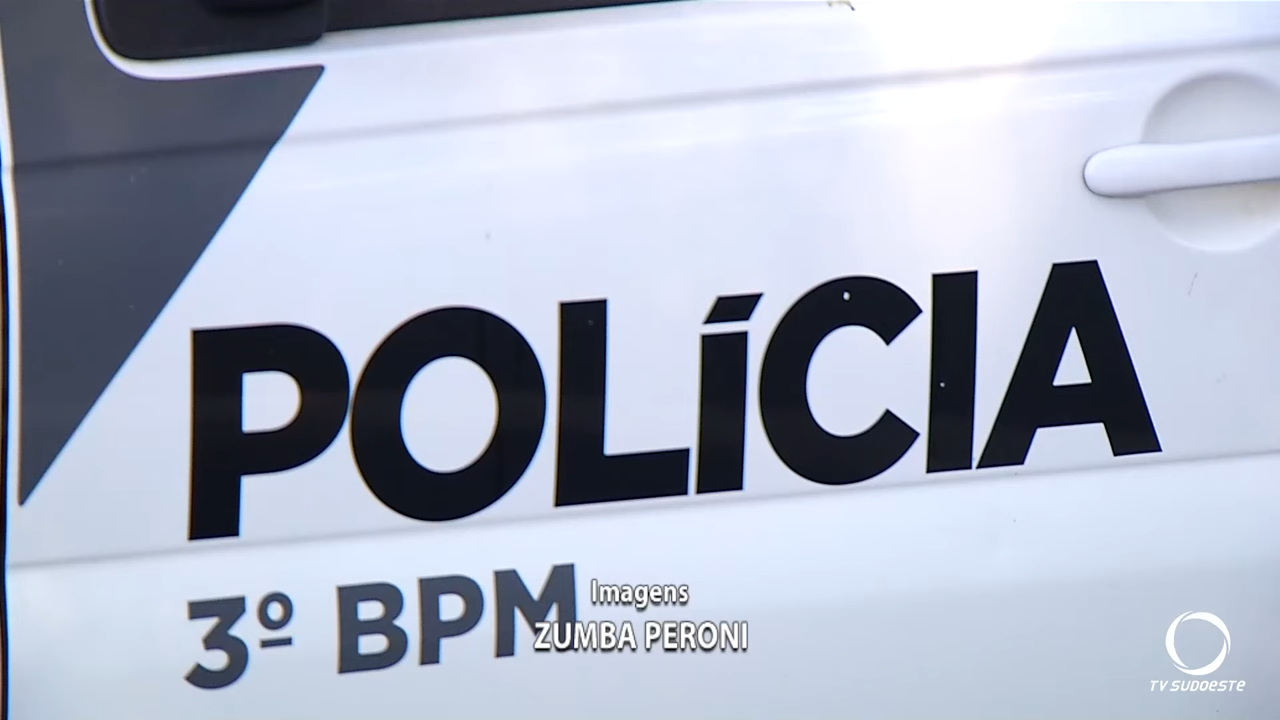 POLÍCIA
3º BPM
Imagens
ZUMBA PERONI
TV SUDOESTE